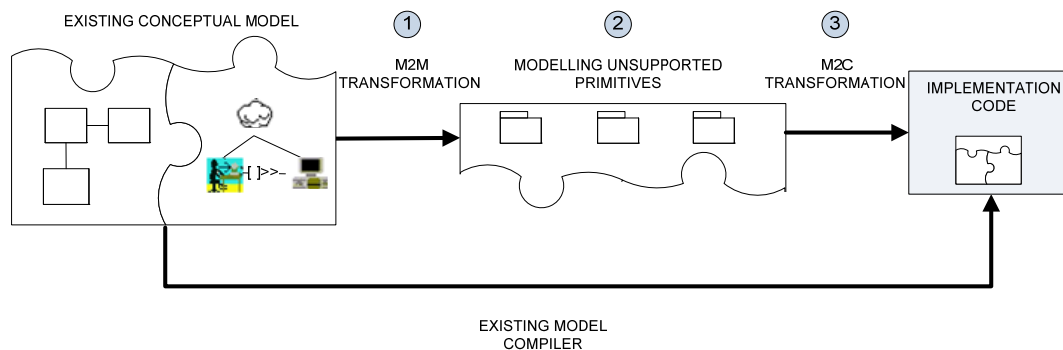 EXISTING CONCEPTUAL MODEL
1
2
3
M2M
TRANSFORMATION
MODELLING UNSUPPORTED
PRIMITIVES
M2C
TRANSFORMATION
IMPLEMENTATION
CODE
[ ]>>
EXISTING MODEL
COMPILER